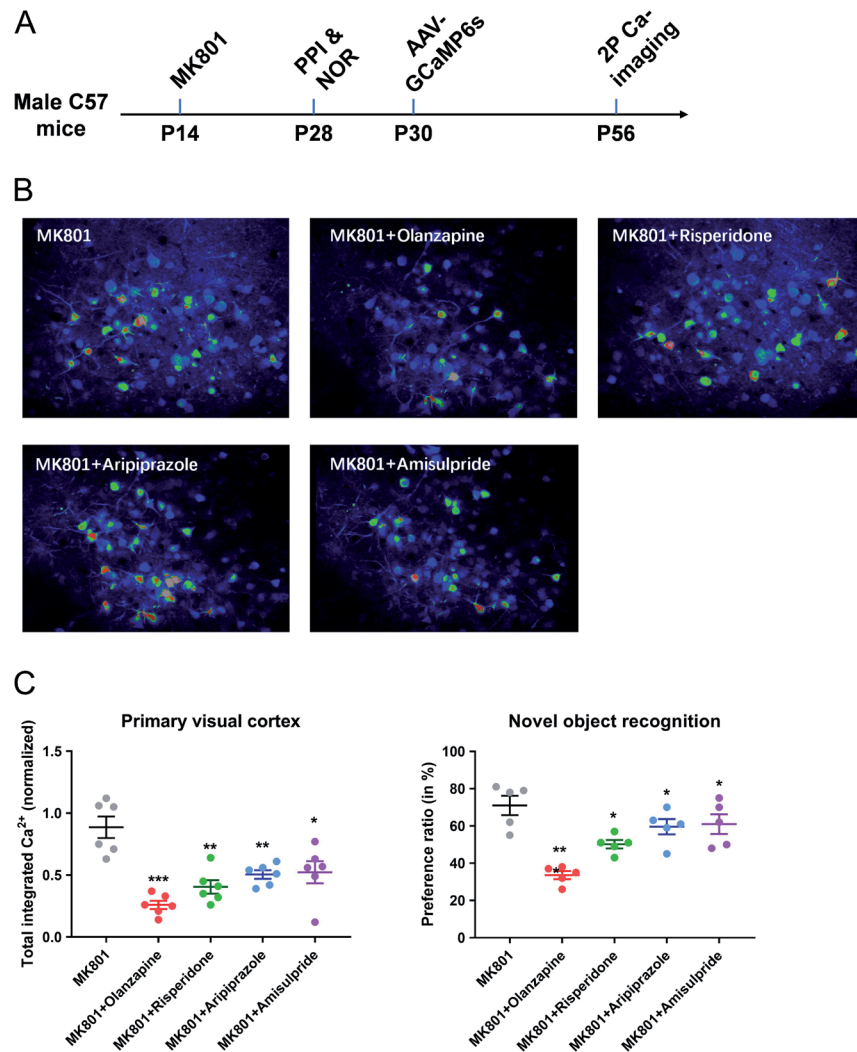 A
MK801
PPI &
NOR
AAV-
GCaMP6s
2P Ca-
imaging
Male C57
mice
P14
P28
P30
P56
B
MK801
MK801+Olanzapine
MK801+Risperidone
MK801+Aripiprazole
MK801+Amisulpride
C
Primary visual cortex
Total integrated Ca²⁺ (normalized)
1.5
1.0
0.5
0.0
***
**
**
*
MK801
MK801+Olanzapine
MK801+Risperidone
MK801+Aripiprazole
MK801+Amisulpride
Novel object recognition
Preference ratio (in %)
100
80
60
40
20
0
**
*
*
*
*
MK801
MK801+Olanzapine
MK801+Risperidone
MK801+Aripiprazole
MK801+Amisulpride